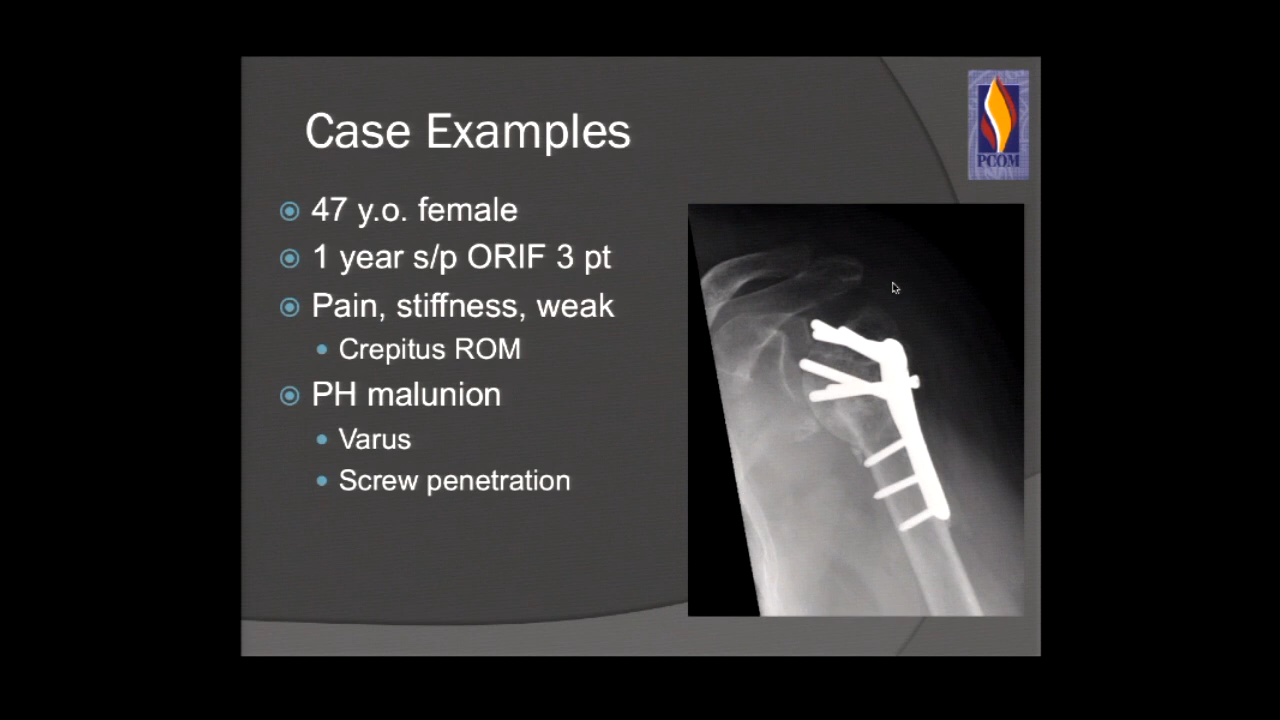 Case Examples
PCOM
47 y.o. female
1 year s/p ORIF 3 pt
Pain, stiffness, weak
Crepitus ROM
PH malunion
Varus
Screw penetration